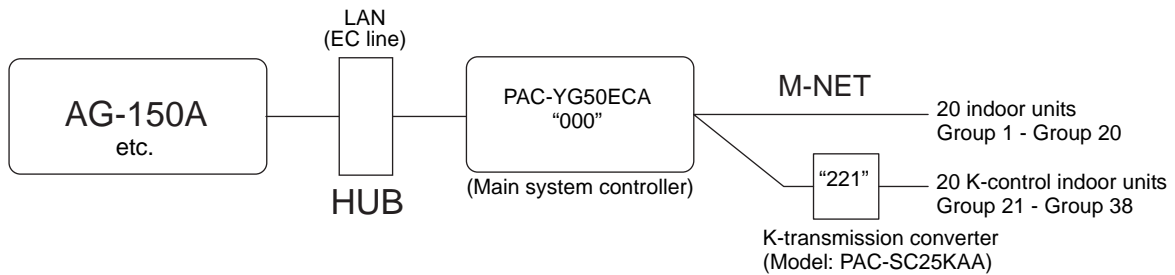 LAN
(EC line)
AG-150A
etc.
HUB
PAC-YG50ECA
“000”
(Main system controller)
M-NET
20 indoor units
Group 1 - Group 20
“221”
20 K-control indoor units
Group 21 - Group 38
K-transmission converter
(Model: PAC-SC25KAA)